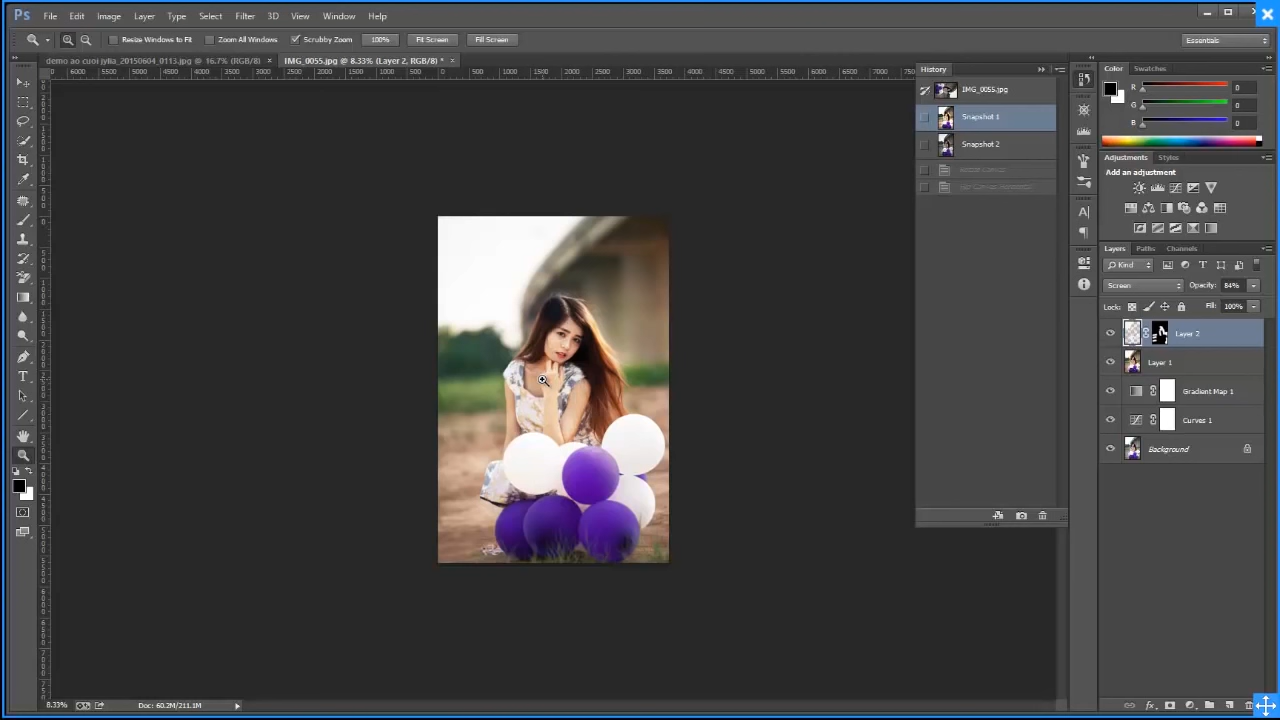 Ps File Edit Image Layer Type Select Filter 3D View Window Help
Resize Windows to Fit Zoom All Windows Scrubby Zoom 100% Fit Screen Fill Screen Essentials
demo ao cuoi jylia_20150604_0113.jpg @ 16.7% (RGB/8) × IMG_0055.jpg @ 8.33% (Layer 2, RGB/8) * ×
6000 5500 5000 4500 4000 3500 3000 2500 2000 1500 1000 500 0 500 1000 1500 2000 2500 3000 3500 4000 4500 5000 5500 6000 6500 7000
History
IMG_0055.jpg
Snapshot 1
Snapshot 2
Color Swatches
R 0
G 0
B 0
Adjustments Styles
Add an adjustment
Layers Paths Channels
Kind
Screen Opacity: 84%
Lock: Fill: 100%
Layer 2
Layer 1
Gradient Map 1
Curves 1
Background
8.33% Doc: 60.2M/211.1M